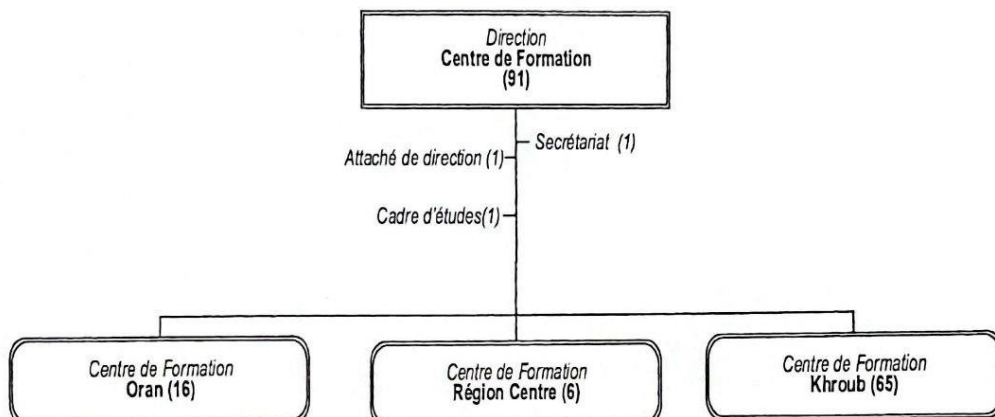 Direction
Centre de Formation
(91)
Secrétariat (1)
Attaché de direction (1)
Cadre d'études(1)
Centre de Formation
Oran (16)
Centre de Formation
Région Centre (6)
Centre de Formation
Khroub (65)